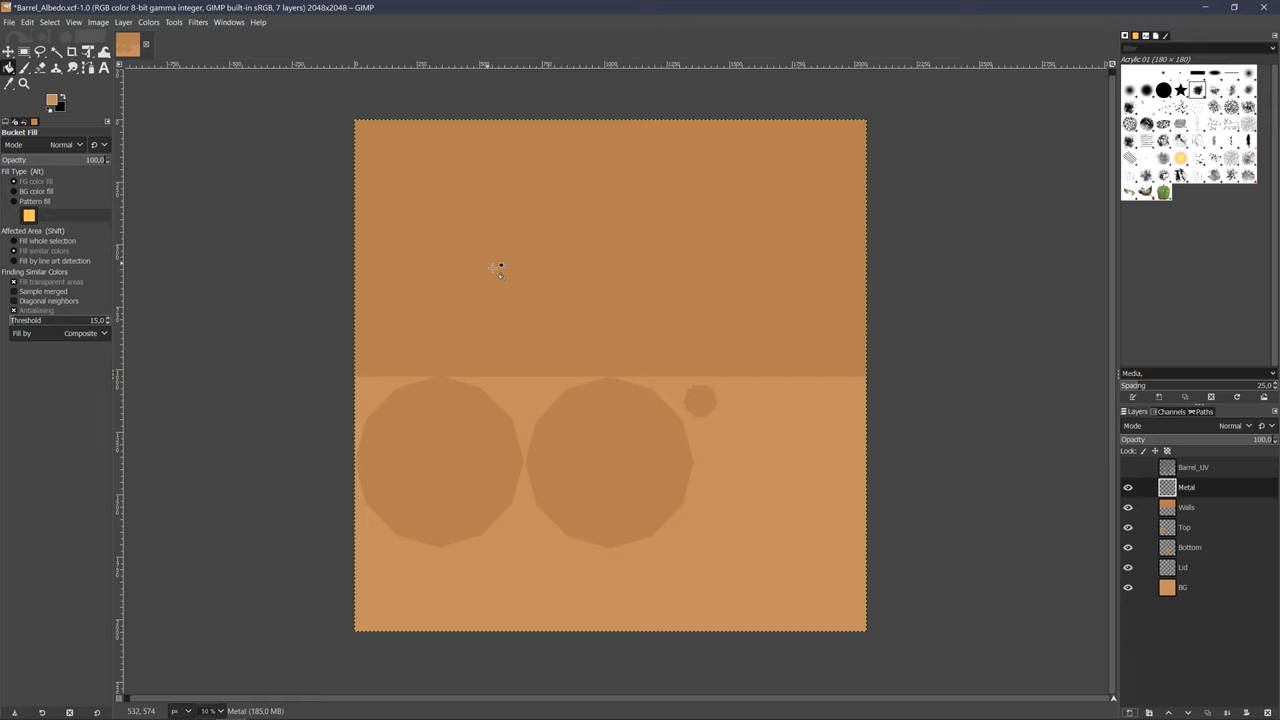 *Barrel_Albedo.xcf-1.0 (RGB color 8-bit gamma integer, GIMP built-in sRGB, 7 layers) 2048x2048 – GIMP
File Edit Select View Image Layer Colors Tools Filters Windows Help
Bucket Fill
Mode Normal
Opacity 100,0
Fill Type (Alt)
FG color fill
BG color fill
Pattern fill
Affected Area (Shift)
Fill whole selection
Fill similar colors
Fill by line art detection
Finding Similar Colors
Fill transparent areas
Sample merged
Diagonal neighbors
Antialiasing
Threshold 15,0
Fill by Composite
532, 574 px 50 % Metal (185,0 MB)
filter
Acrylic 01 (180 × 180)
Media,
Spacing 25,0
Layers Channels Paths
Mode Normal
Opacity 100,0
Lock:
Barrel_UV
Metal
Walls
Top
Bottom
Lid
BG